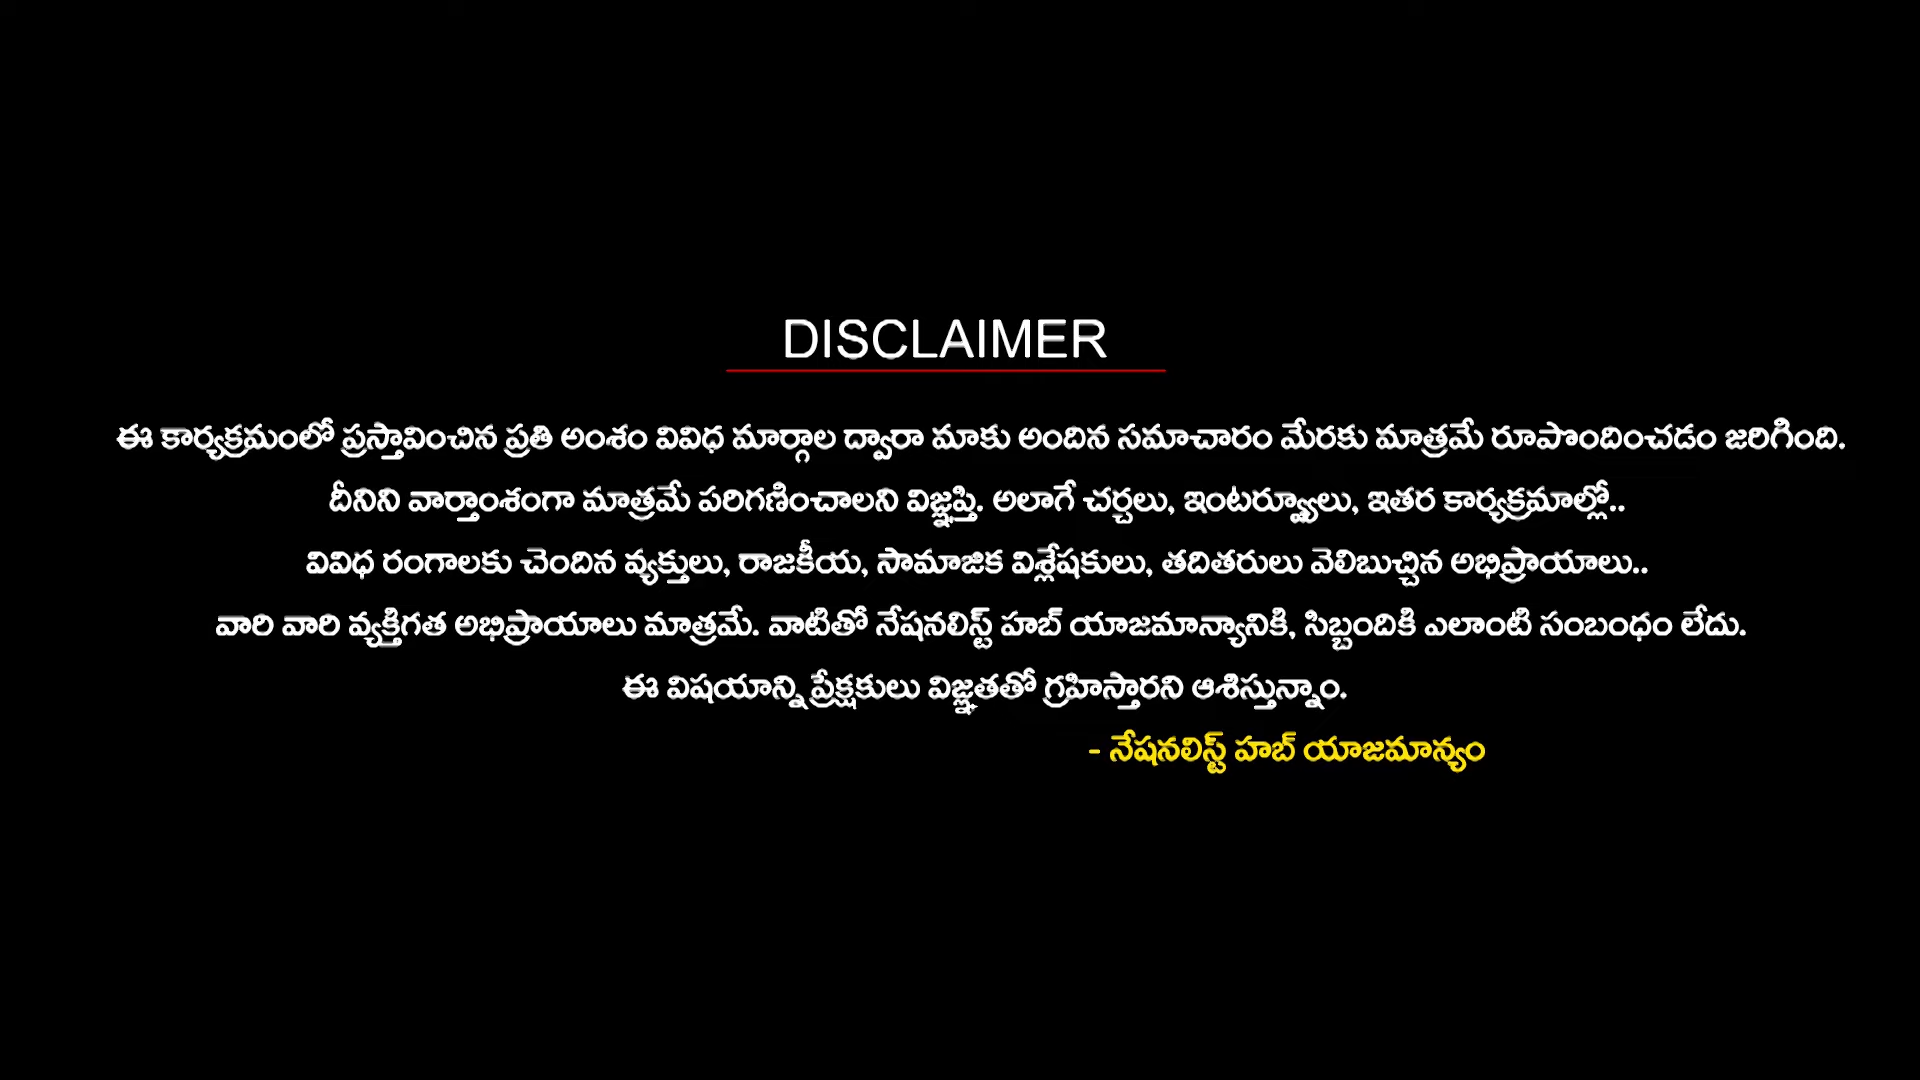 DISCLAIMER
ఈ కార్యక్రమంలో ప్రస్తావించిన ప్రతి అంశం వివిధ మార్గాల ద్వారా మాకు అందిన సమాచారం మేరకు మాత్రమే రూపొందించడం జరిగింది.
దీనిని వార్తాంశంగా మాత్రమే పరిగణించాలని విజ్ఞప్తి. అలాగే చర్చలు, ఇంటర్వ్యూలు, ఇతర కార్యక్రమాల్లో..
వివిధ రంగాలకు చెందిన వ్యక్తులు, రాజకీయ, సామాజిక విశ్లేషకులు, తదితరులు వెలిబుచ్చిన అభిప్రాయాలు..
వారి వారి వ్యక్తిగత అభిప్రాయాలు మాత్రమే. వాటితో నేషనలిస్ట్ హబ్ యాజమాన్యానికి, సిబ్బందికి ఎలాంటి సంబంధం లేదు.
ఈ విషయాన్ని ప్రేక్షకులు విజ్ఞతతో గ్రహిస్తారని ఆశిస్తున్నాం.
- నేషనలిస్ట్ హబ్ యాజమాన్యం